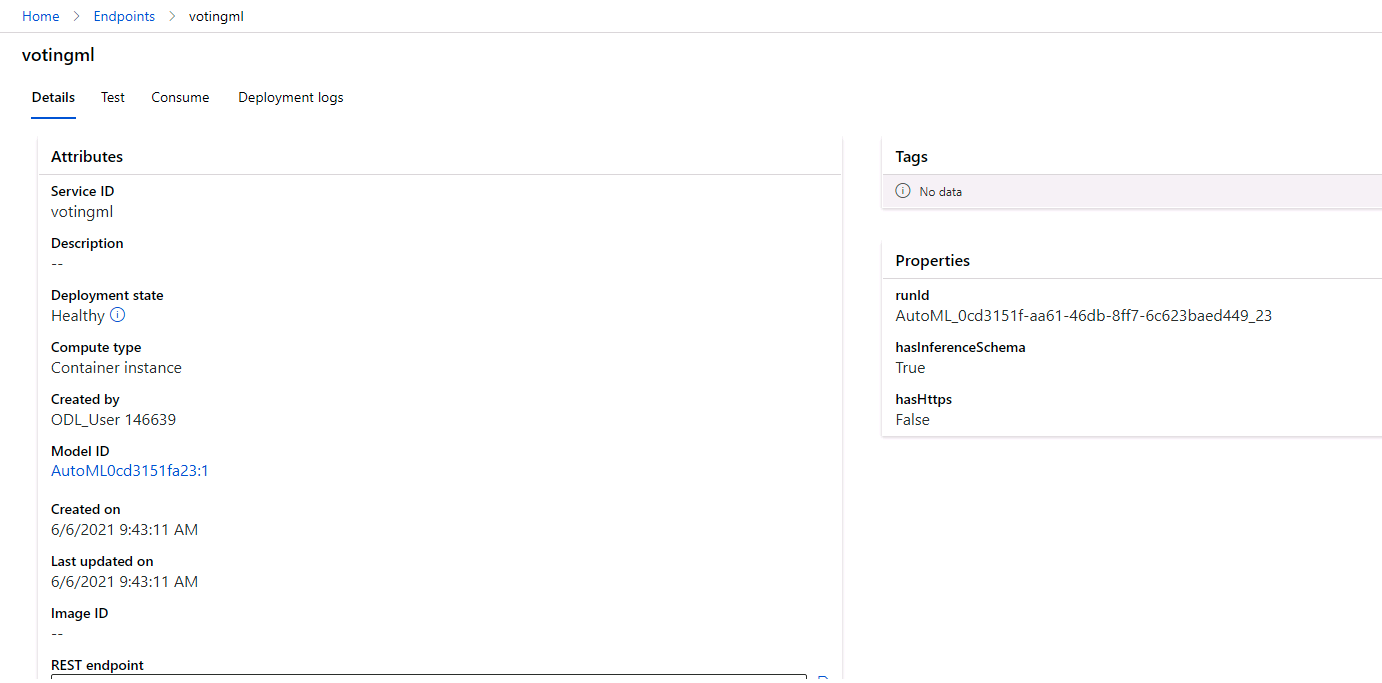 Home > Endpoints > votingml
votingml
Details Test Consume Deployment logs
Attributes
Service ID
votingml
Description
--
Deployment state
Healthy
Compute type
Container instance
Created by
ODL_User 146639
Model ID
AutoML0cd3151fa23:1
Created on
6/6/2021 9:43:11 AM
Last updated on
6/6/2021 9:43:11 AM
Image ID
--
REST endpoint
Tags
No data
Properties
runId
AutoML_0cd3151f-aa61-46db-8ff7-6c623baed449_23
hasInferenceSchema
True
hasHttps
False